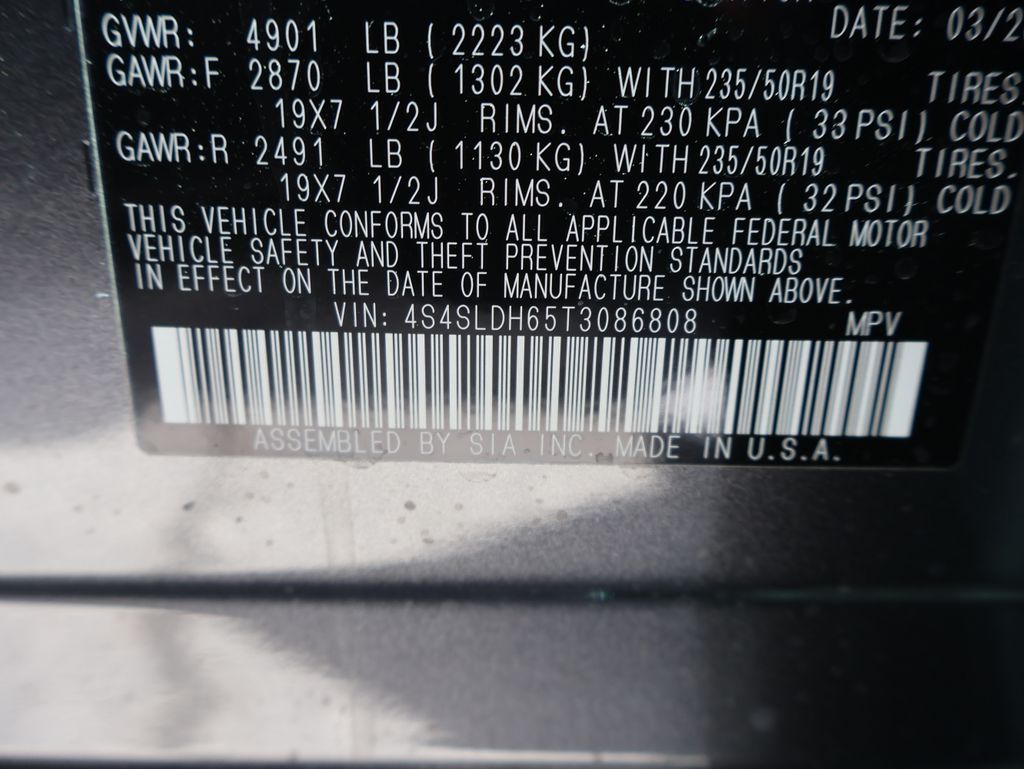 DATE: 03/2
GVWR: 4901 LB ( 2223 KG)
GAWR:F 2870 LB ( 1302 KG) WITH 235/50R19 TIRES
19X7 1/2J RIMS. AT 230 KPA ( 33 PSI) COLD
GAWR:R 2491 LB ( 1130 KG) WITH 235/50R19 TIRES.
19X7 1/2J RIMS. AT 220 KPA ( 32 PSI) COLD
THIS VEHICLE CONFORMS TO ALL APPLICABLE FEDERAL MOTOR
VEHICLE SAFETY AND THEFT PREVENTION STANDARDS
IN EFFECT ON THE DATE OF MANUFACTURE SHOWN ABOVE.
VIN: 4S4SLDH65T3086808 MPV
ASSEMBLED BY SIA, INC. MADE IN U.S.A.